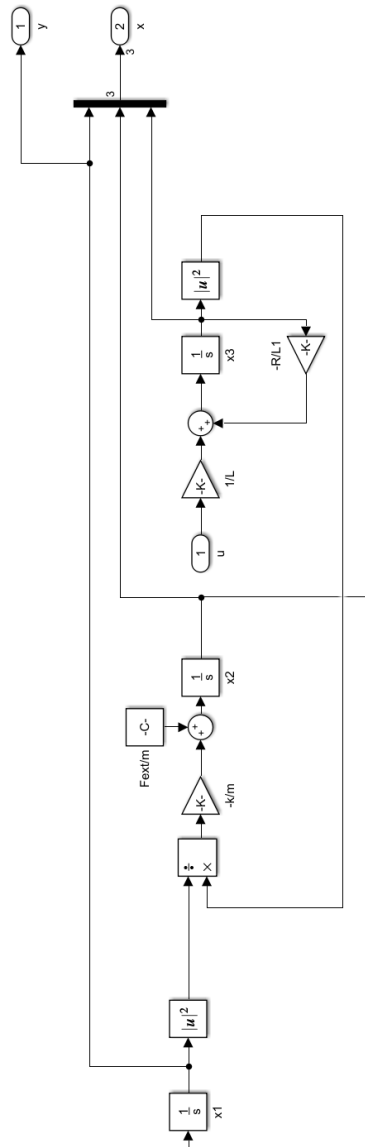 1
y
2
x
3
3
-C-
Fext/m
1
s
x1
|u|²
÷
×
-K-
-k/m
+
+
1
s
x2
1
u
-K-
1/L
+
+
1
s
x3
|u|²
-R/L1
-K-